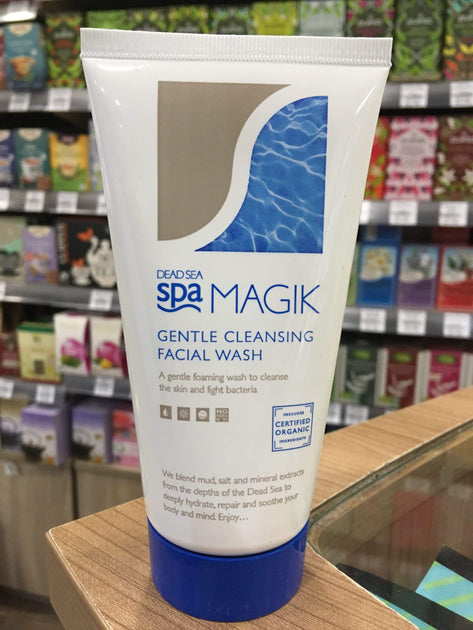 DEAD SEA
spa MAGIK
GENTLE CLEANSING
FACIAL WASH
A gentle foaming wash to cleanse
the skin and fight bacteria
INCLUDES
CERTIFIED
ORGANIC
INGREDIENTS
We blend mud, salt and mineral extracts
from the depths of the Dead Sea to
deeply hydrate, repair and soothe your
body and mind. Enjoy...